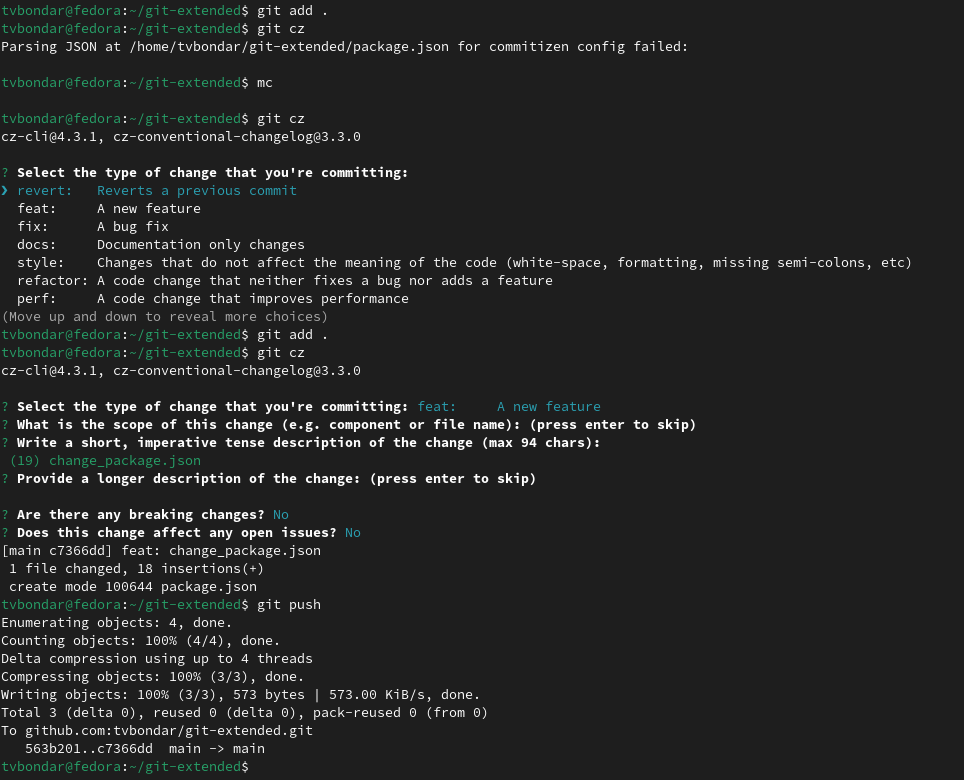 tvbondar@fedora:~/git-extended$ git add .
tvbondar@fedora:~/git-extended$ git cz
Parsing JSON at /home/tvbondar/git-extended/package.json for commitizen config failed:
tvbondar@fedora:~/git-extended$ mc
tvbondar@fedora:~/git-extended$ git cz
cz-cli@4.3.1, cz-conventional-changelog@3.3.0
? Select the type of change that you're committing:
❯ revert:   Reverts a previous commit
  feat:     A new feature
  fix:      A bug fix
  docs:     Documentation only changes
  style:    Changes that do not affect the meaning of the code (white-space, formatting, missing semi-colons, etc)
  refactor: A code change that neither fixes a bug nor adds a feature
  perf:     A code change that improves performance
(Move up and down to reveal more choices)
tvbondar@fedora:~/git-extended$ git add .
tvbondar@fedora:~/git-extended$ git cz
cz-cli@4.3.1, cz-conventional-changelog@3.3.0
? Select the type of change that you're committing: feat:     A new feature
? What is the scope of this change (e.g. component or file name): (press enter to skip)
? Write a short, imperative tense description of the change (max 94 chars):
 (19) change_package.json
? Provide a longer description of the change: (press enter to skip)
? Are there any breaking changes? No
? Does this change affect any open issues? No
[main c7366dd] feat: change_package.json
 1 file changed, 18 insertions(+)
 create mode 100644 package.json
tvbondar@fedora:~/git-extended$ git push
Enumerating objects: 4, done.
Counting objects: 100% (4/4), done.
Delta compression using up to 4 threads
Compressing objects: 100% (3/3), done.
Writing objects: 100% (3/3), 573 bytes | 573.00 KiB/s, done.
Total 3 (delta 0), reused 0 (delta 0), pack-reused 0 (from 0)
To github.com:tvbondar/git-extended.git
   563b201..c7366dd  main -> main
tvbondar@fedora:~/git-extended$